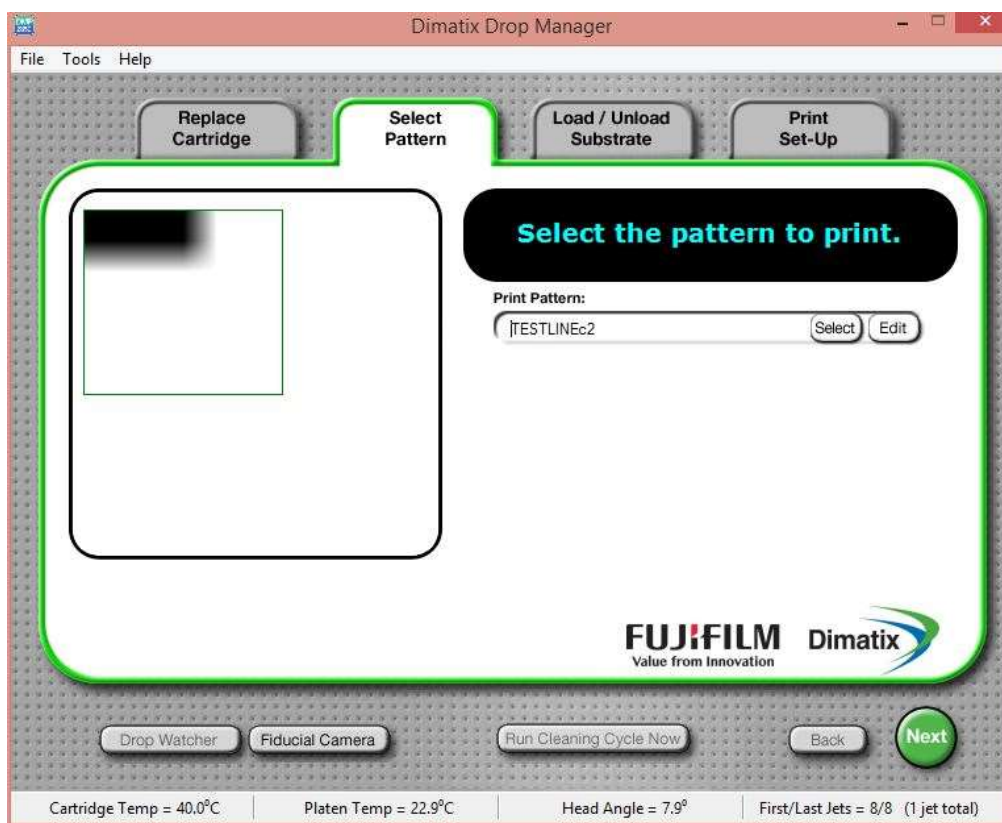 Dimatix Drop Manager
File Tools Help
Replace
Cartridge
Select
Pattern
Load / Unload
Substrate
Print
Set-Up
Select the pattern to print.
Print Pattern:
TESTLINEc2
Select
Edit
FUJIFILM
Value from Innovation
Dimatix
Drop Watcher
Fiducial Camera
Run Cleaning Cycle Now
Back
Next
Cartridge Temp = 40.0⁰C
Platen Temp = 22.9⁰C
Head Angle = 7.9⁰
First/Last Jets = 8/8 (1 jet total)